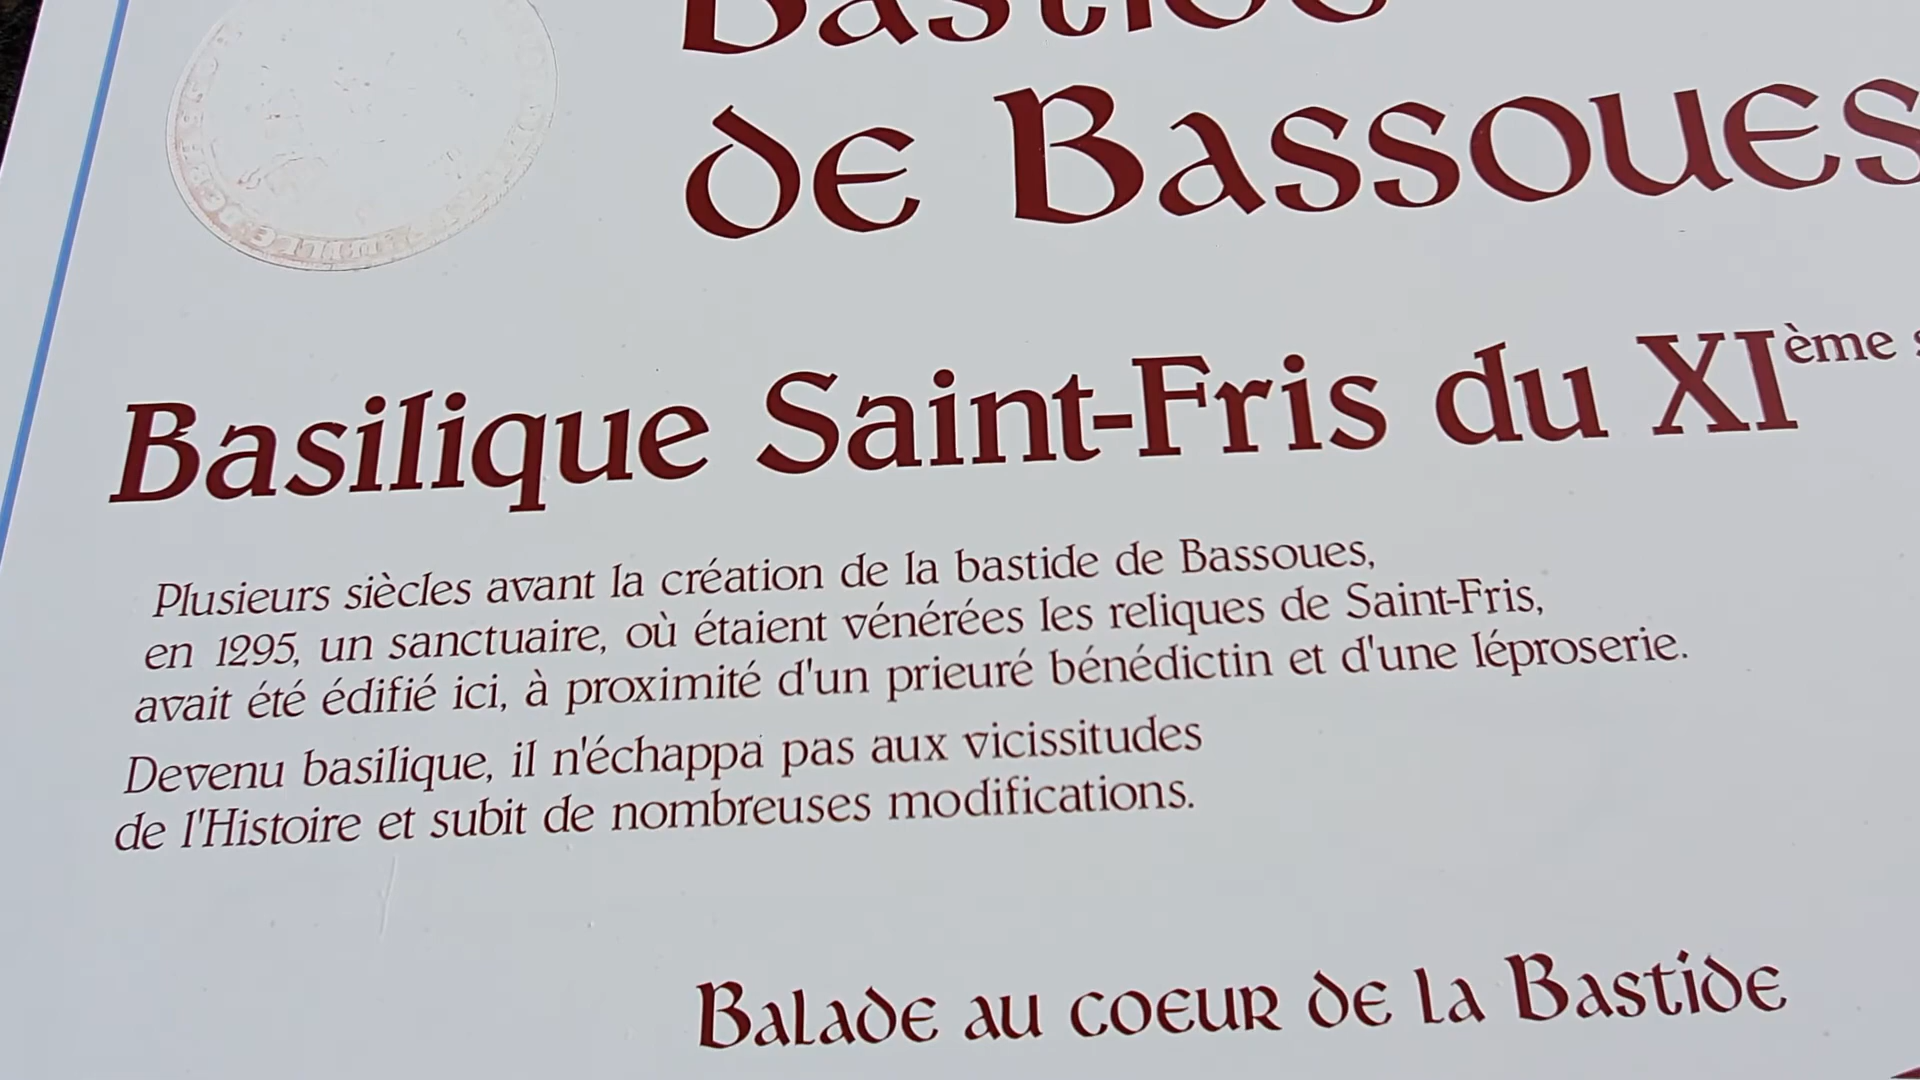 Bastide
de Bassoues
Basilique Saint-Fris du XIème
Plusieurs siècles avant la création de la bastide de Bassoues,
en 1295, un sanctuaire, où étaient vénérées les reliques de Saint-Fris,
avait été édifié ici, à proximité d'un prieuré bénédictin et d'une léproserie.
Devenu basilique, il n'échappa pas aux vicissitudes
de l'Histoire et subit de nombreuses modifications.
Balade au coeur de la Bastide